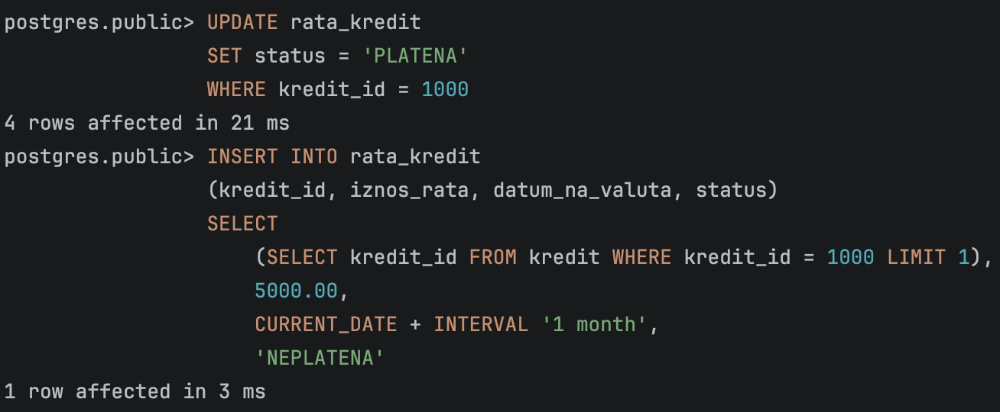 postgres.public> UPDATE rata_kredit
SET status = 'PLATENA'
WHERE kredit_id = 1000
4 rows affected in 21 ms
postgres.public> INSERT INTO rata_kredit
(kredit_id, iznos_rata, datum_na_valuta, status)
SELECT
(SELECT kredit_id FROM kredit WHERE kredit_id = 1000 LIMIT 1),
5000.00,
CURRENT_DATE + INTERVAL '1 month',
'NEPLATENA'
1 row affected in 3 ms